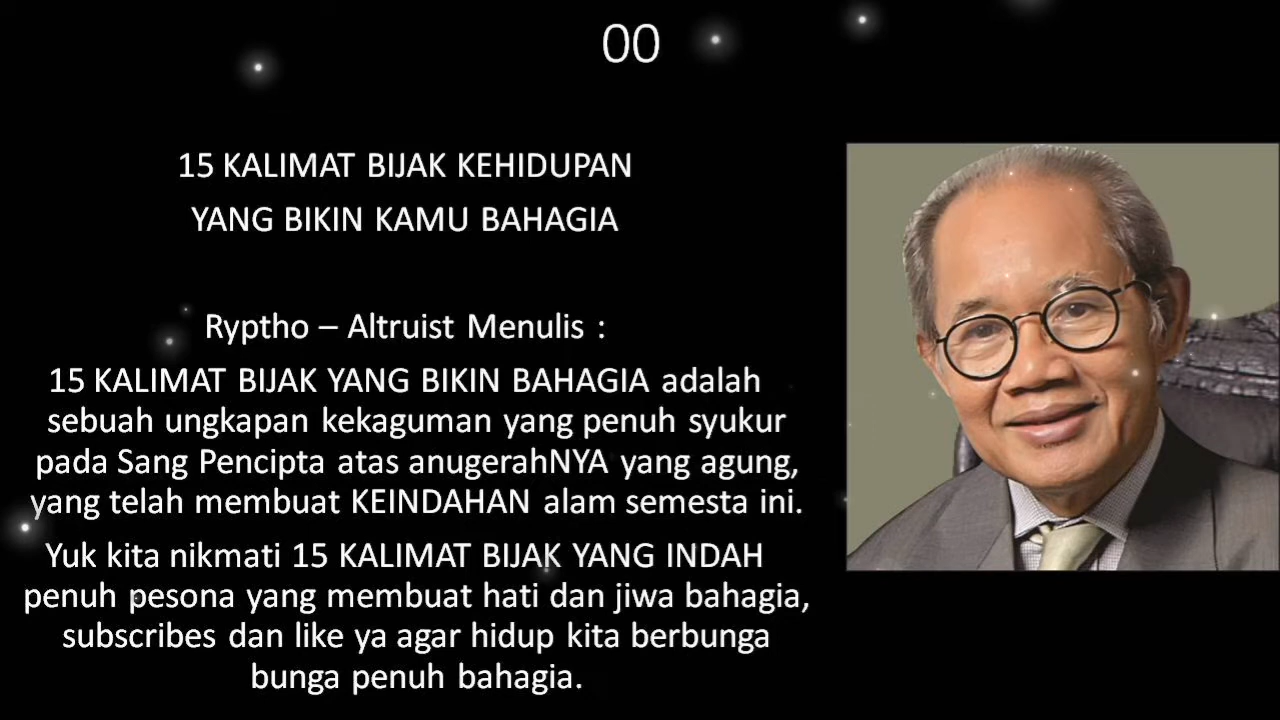 00
15 KALIMAT BIJAK KEHIDUPAN
YANG BIKIN KAMU BAHAGIA
Ryptho – Altruist Menulis :
15 KALIMAT BIJAK YANG BIKIN BAHAGIA adalah
sebuah ungkapan kekaguman yang penuh syukur
pada Sang Pencipta atas anugerahNYA yang agung,
yang telah membuat KEINDAHAN alam semesta ini.
Yuk kita nikmati 15 KALIMAT BIJAK YANG INDAH
penuh pesona yang membuat hati dan jiwa bahagia,
subscribes dan like ya agar hidup kita berbunga
bunga penuh bahagia.